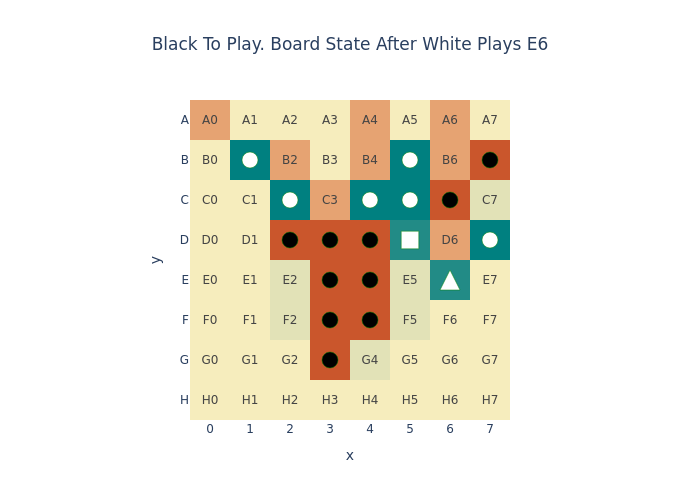 Black To Play. Board State After White Plays E6
A A0 A1 A2 A3 A4 A5 A6 A7
B B0 B2 B3 B4 B6
C C0 C1 C3 C7
D D0 D1 D6
E E0 E1 E2 E5 E7
F F0 F1 F2 F5 F6 F7
G G0 G1 G2 G4 G5 G6 G7
H H0 H1 H2 H3 H4 H5 H6 H7
0 1 2 3 4 5 6 7
x
y